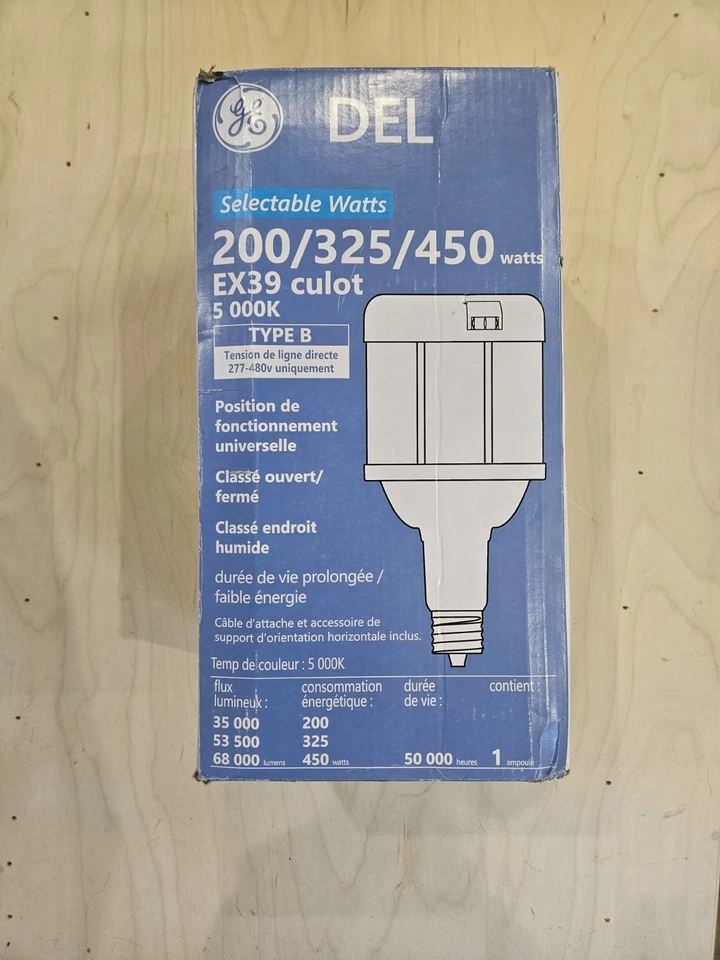 GE
DEL
Selectable Watts
200/325/450 watts
EX39 culot
5 000K
TYPE B
Tension de ligne directe
277-480v uniquement
Position de
fonctionnement
universelle
Classé ouvert/
fermé
Classé endroit
humide
durée de vie prolongée /
faible énergie
Câble d'attache et accessoire de
support d'orientation horizontale inclus.
Temp de couleur : 5 000K
flux consommation durée contient :
lumineux : énergétique : de vie :
35 000 200
53 500 325
68 000 lumens 450 watts 50 000 heures 1 ampoule